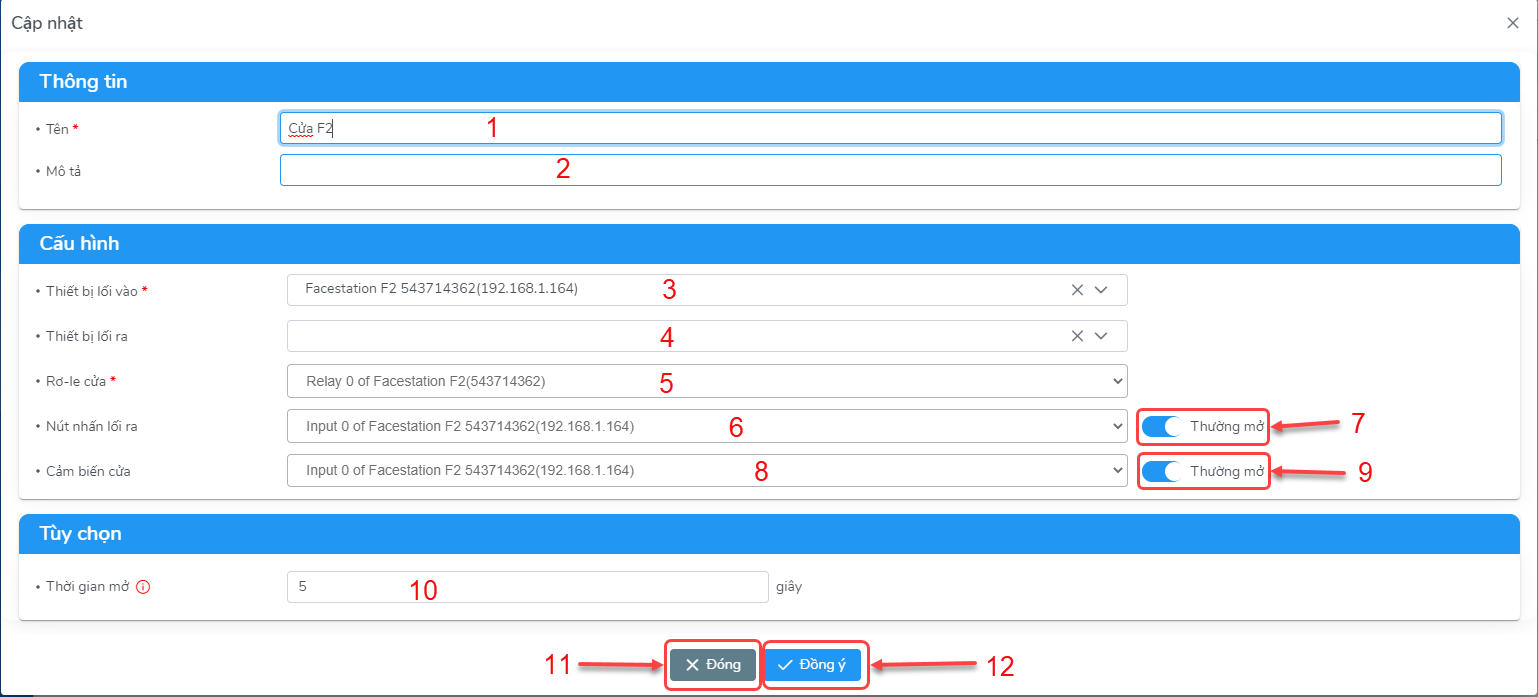 Cập nhật
Thông tin
• Tên * Cửa F2 1
• Mô tả 2
Cấu hình
• Thiết bị lối vào * Facestation F2 543714362(192.168.1.164) 3
• Thiết bị lối ra 4
• Rơ-le cửa * Relay 0 of Facestation F2(543714362) 5
• Nút nhấn lối ra Input 0 of Facestation F2 543714362(192.168.1.164) 6 Thường mở 7
• Cảm biến cửa Input 0 of Facestation F2 543714362(192.168.1.164) 8 Thường mở 9
Tùy chọn
• Thời gian mở 5 10 giây
11 Đóng Đồng ý 12